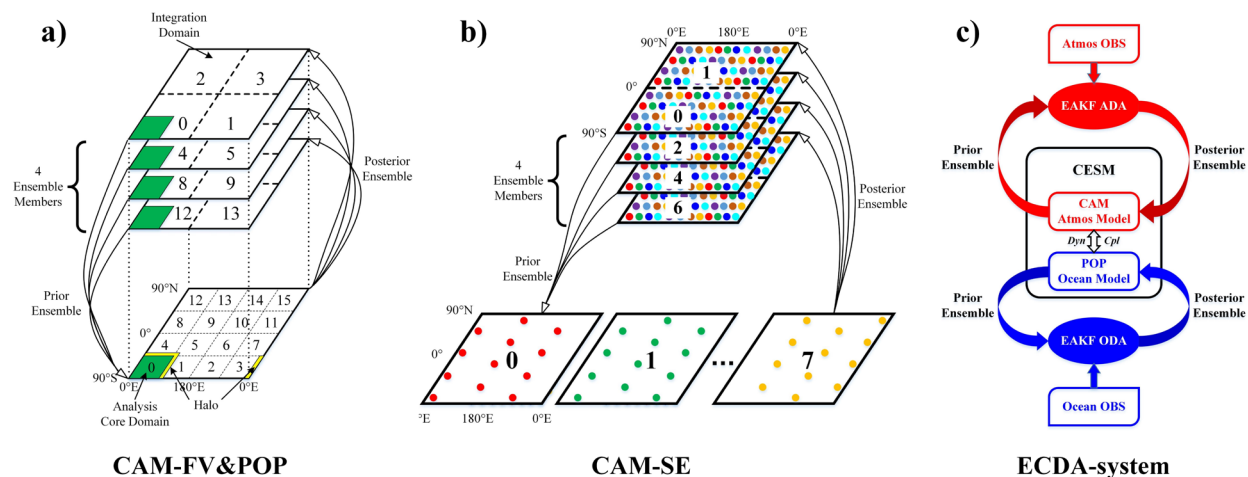 a)
Integration
Domain
2 3
0 1
4 5
8 9
12 13
4
Ensemble
Members
Posterior
Ensemble
Prior
Ensemble
90°N
0°
90°S
12 13 14 15
8 9 10 11
4 5 6 7
0 1 2 3
0°E 180°E 0°E
Analysis
Core Domain
Halo
CAM-FV&POP
b)
0°E 180°E 0°E
90°N
0°
90°S
1
0
2
4
6
4
Ensemble
Members
Prior
Ensemble
Posterior
Ensemble
90°N
0°
90°S
0 1 ... 7
°E 180°E 0°E
CAM-SE
c)
Atmos OBS
EAKF ADA
Prior
Ensemble
Posterior
Ensemble
CESM
CAM
Atmos Model
Dyn Cpl
POP
Ocean Model
Prior
Ensemble
Posterior
Ensemble
EAKF ODA
Ocean OBS
ECDA-system